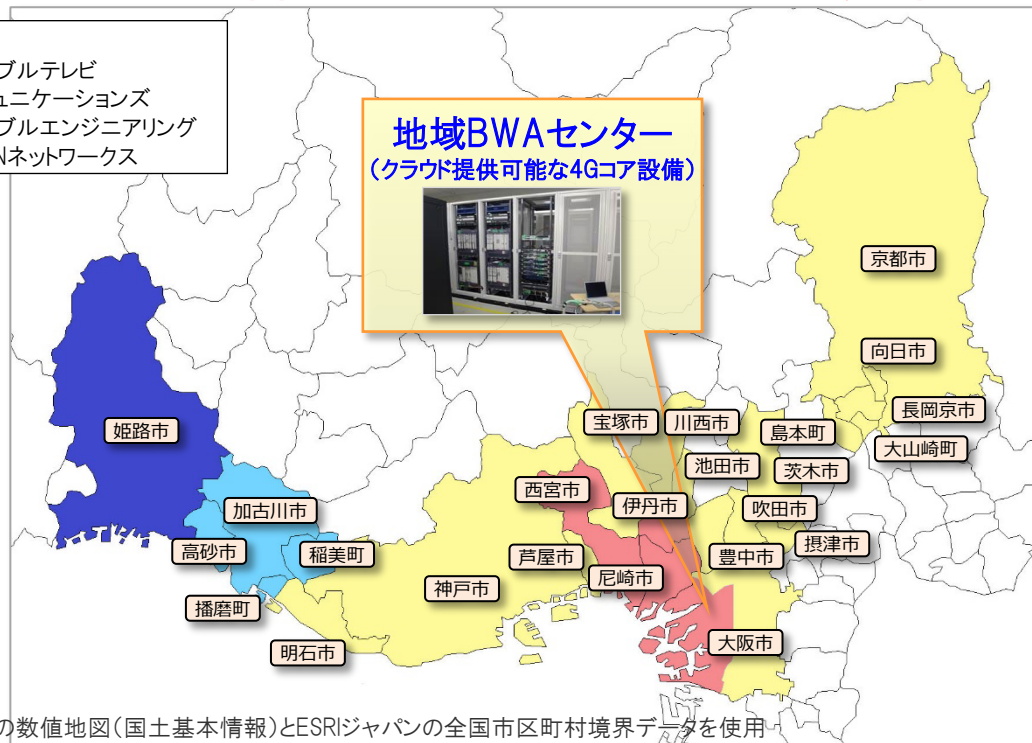 ブルテレビ
ュニケーションズ
ブルエンジニアリング
Nネットワークス
地域BWAセンター
(クラウド提供可能な4Gコア設備)
京都市
向日市
長岡京市
大山崎町
島本町
茨木市
宝塚市
川西市
池田市
姫路市
西宮市
伊丹市
吹田市
加古川市
摂津市
高砂市
稲美町
芦屋市
尼崎市
豊中市
神戸市
播磨町
明石市
大阪市
の数値地図(国土基本情報)とESRIジャパンの全国市区町村境界データを使用